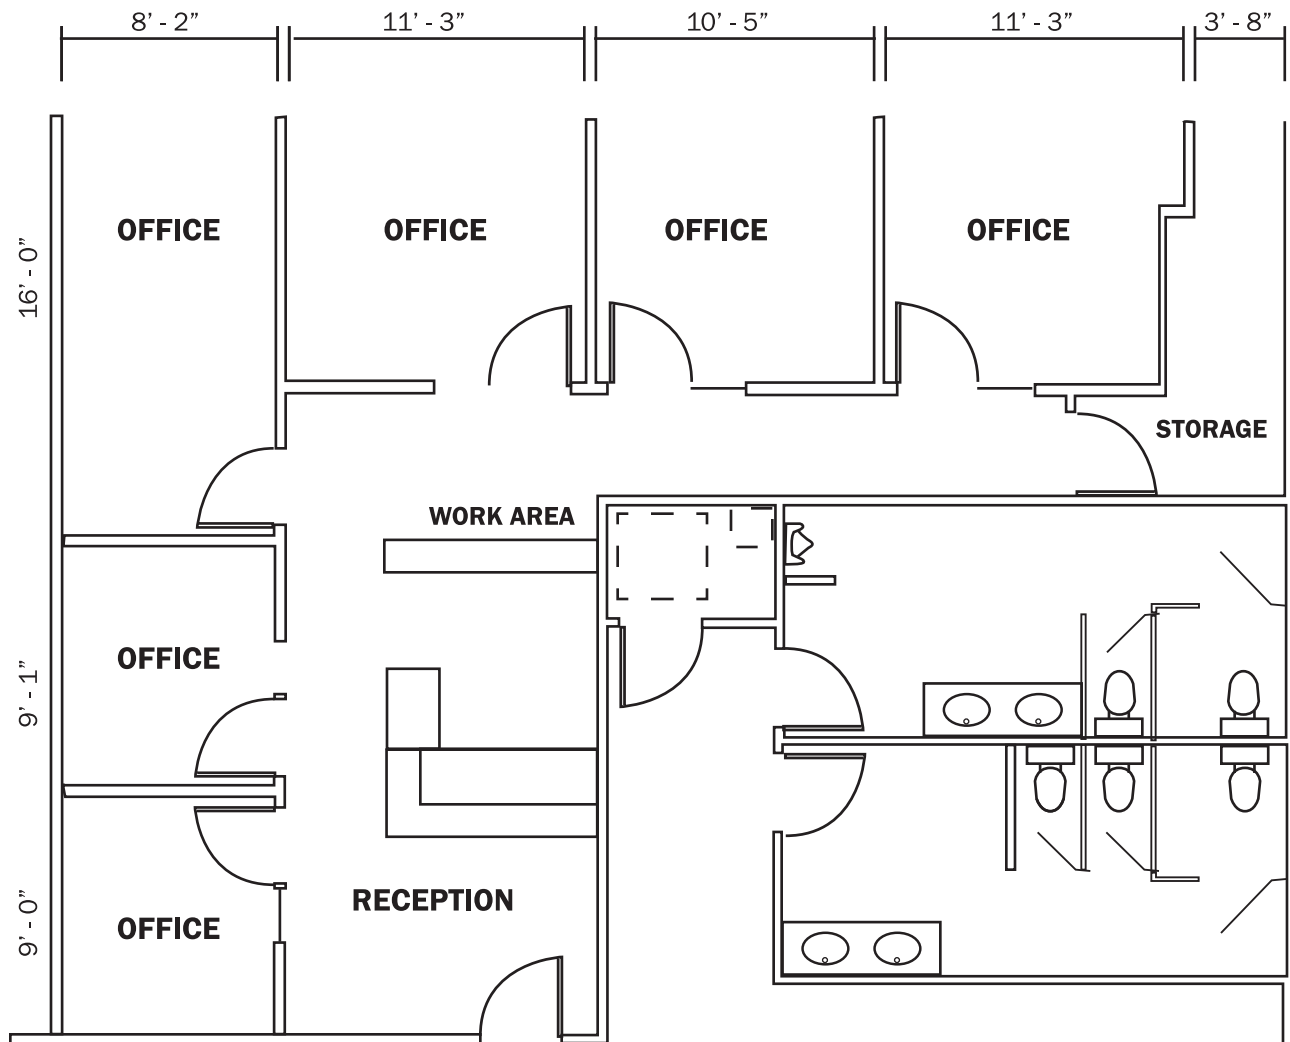 8’ - 2”
11’ - 3”
10’ - 5”
11’ - 3”
3’ - 8”
OFFICE
OFFICE
OFFICE
OFFICE
16’ - 0”
STORAGE
WORK AREA
OFFICE
9’ - 1”
RECEPTION
OFFICE
9’ - 0”